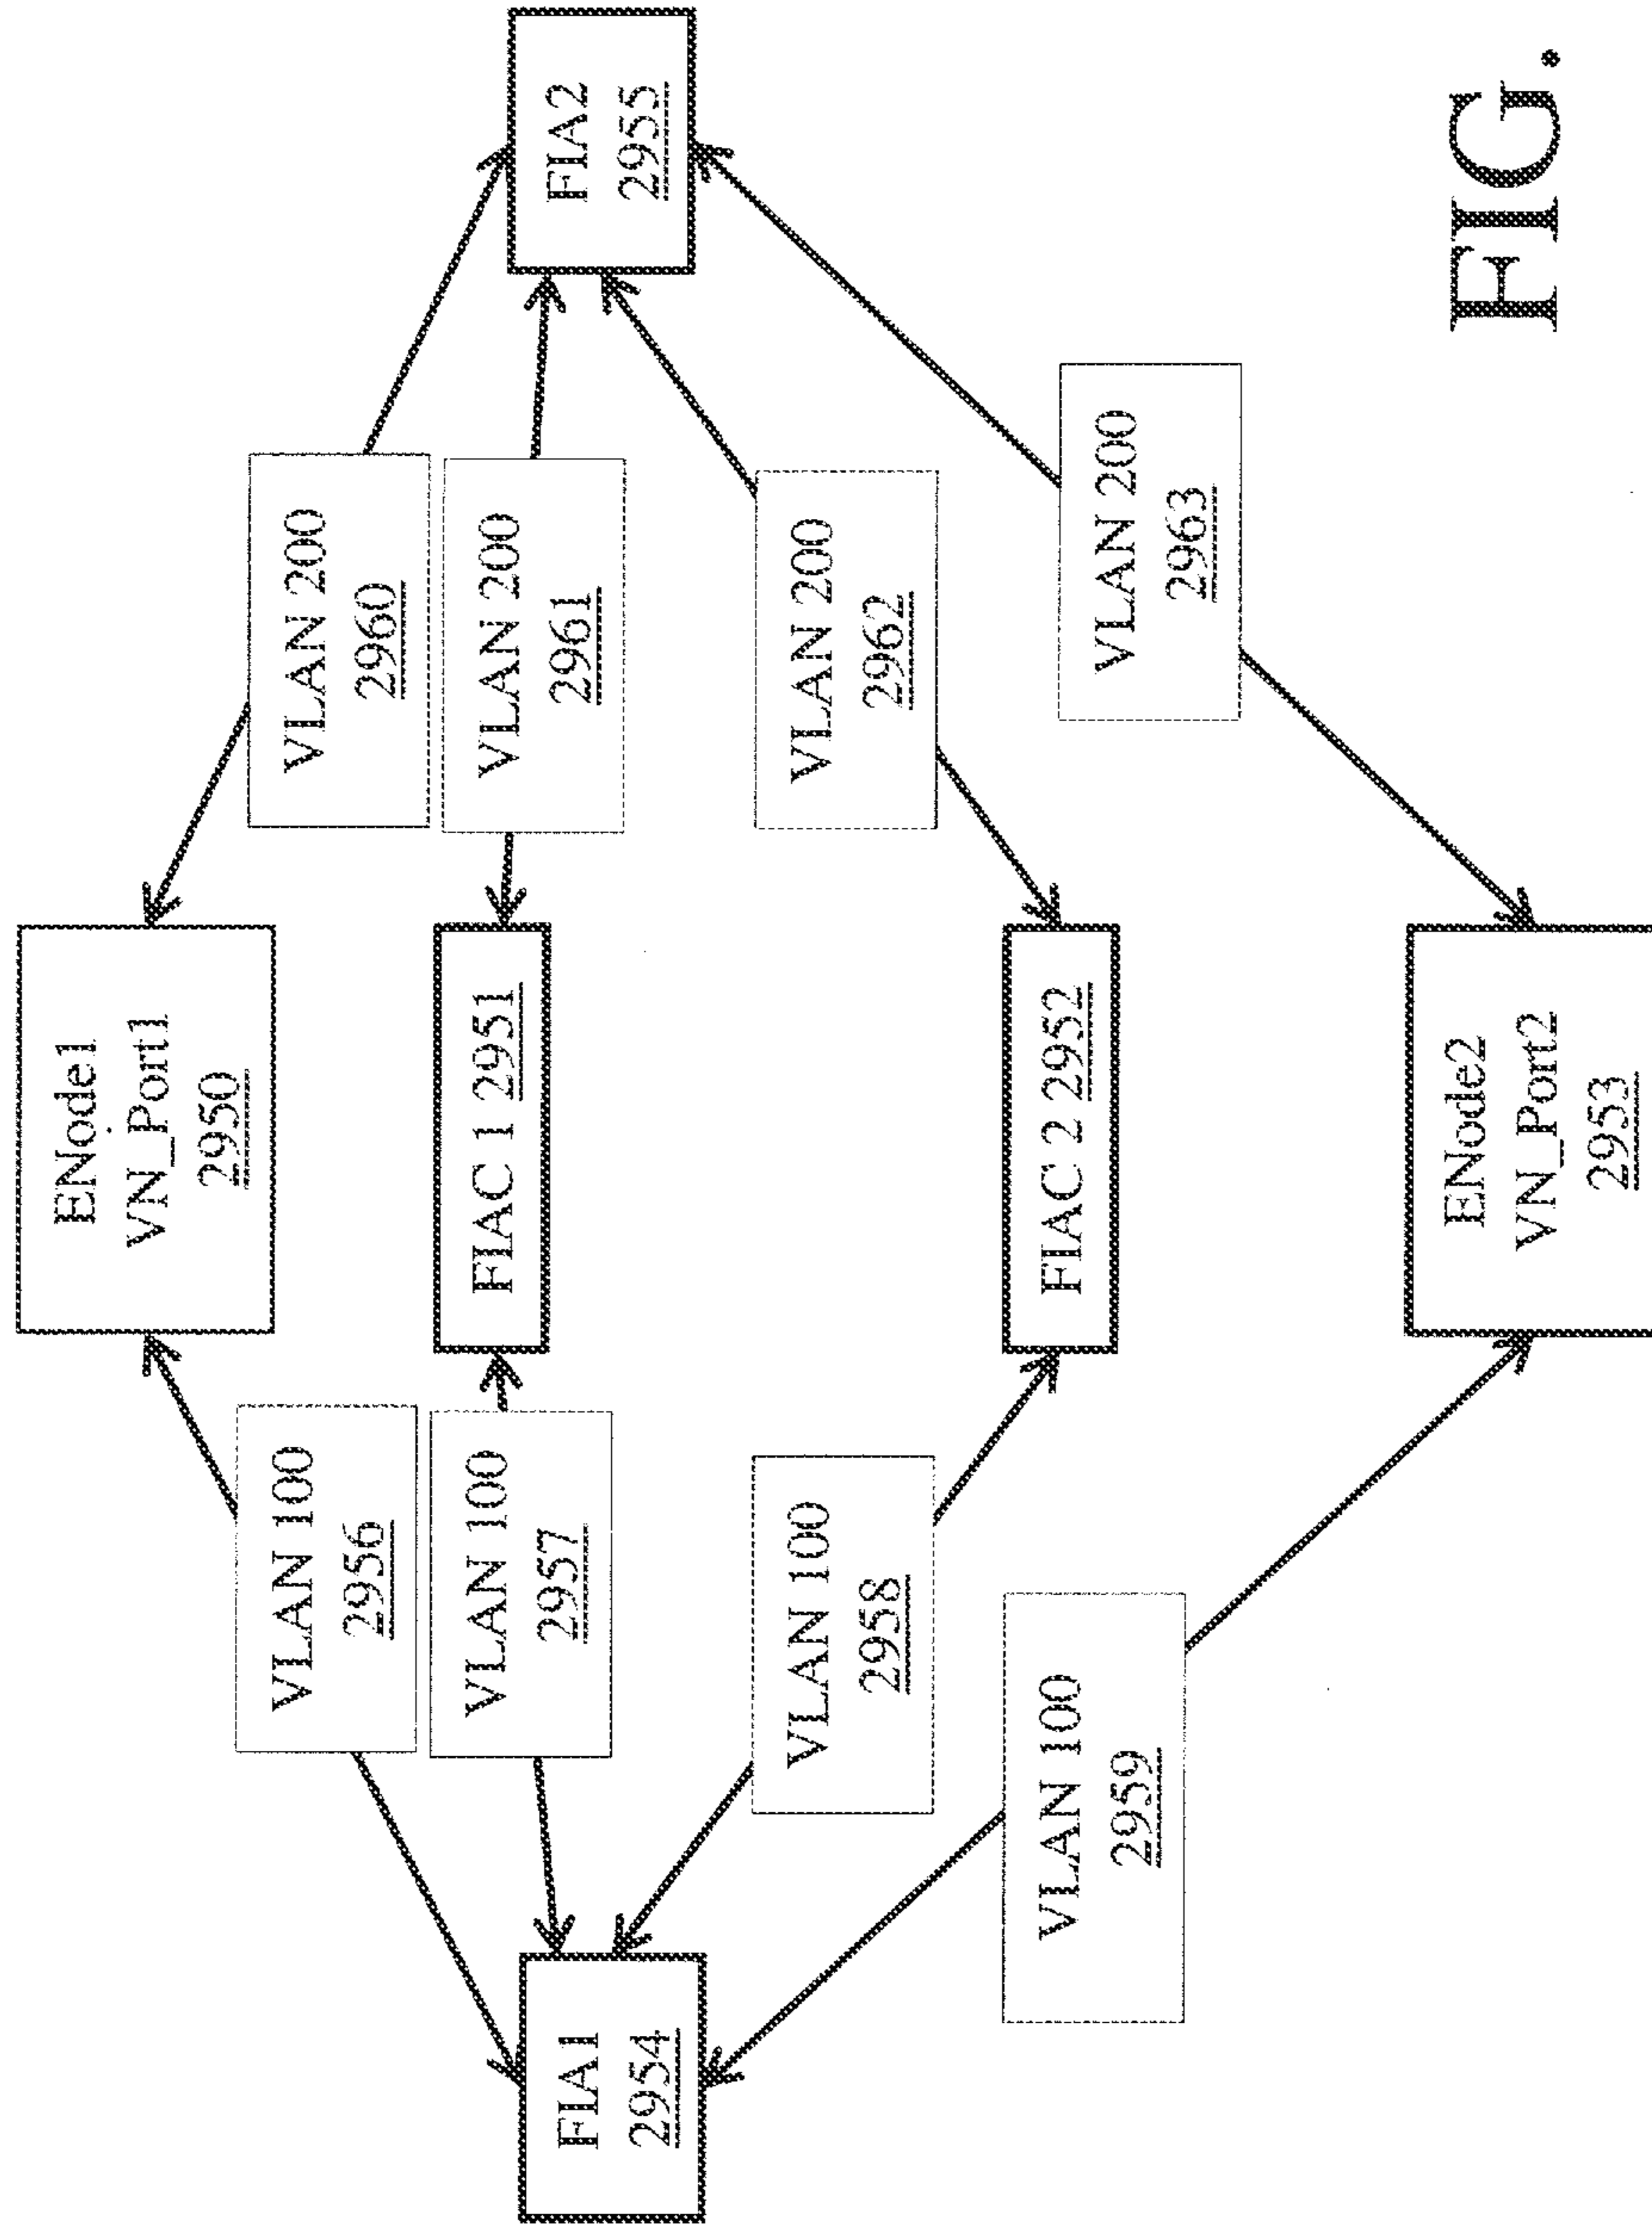 ENode1
VN_Port1
2950
VLAN 100
2956
VLAN 200
2960
VLAN 100
2957
FIAC 1 2951
VLAN 200
2961
FIA1
2954
FIA2
2955
VLAN 100
2958
VLAN 200
2962
FIAC 2 2952
VLAN 100
2959
VLAN 200
2963
ENode2
VN_Port2
2953
FIG.